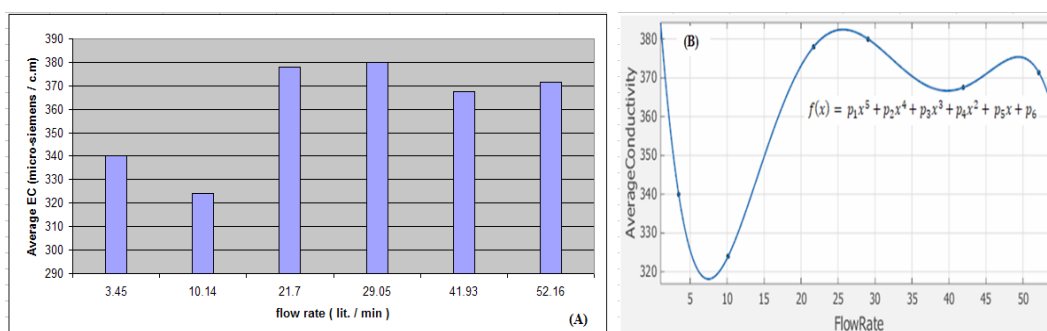 390
380
370
360
350
340
330
320
310
300
290
Average EC (micro-siemens / c.m)
3.45 10.14 21.7 29.05 41.93 52.16
flow rate ( lit. / min )
(A)
(B)
380
370
360
350
340
330
320
AverageConductivity
f(x) = p₁x⁵ + p₂x⁴ + p₃x³ + p₄x² + p₅x + p₆
5 10 15 20 25 30 35 40 45 50
FlowRate